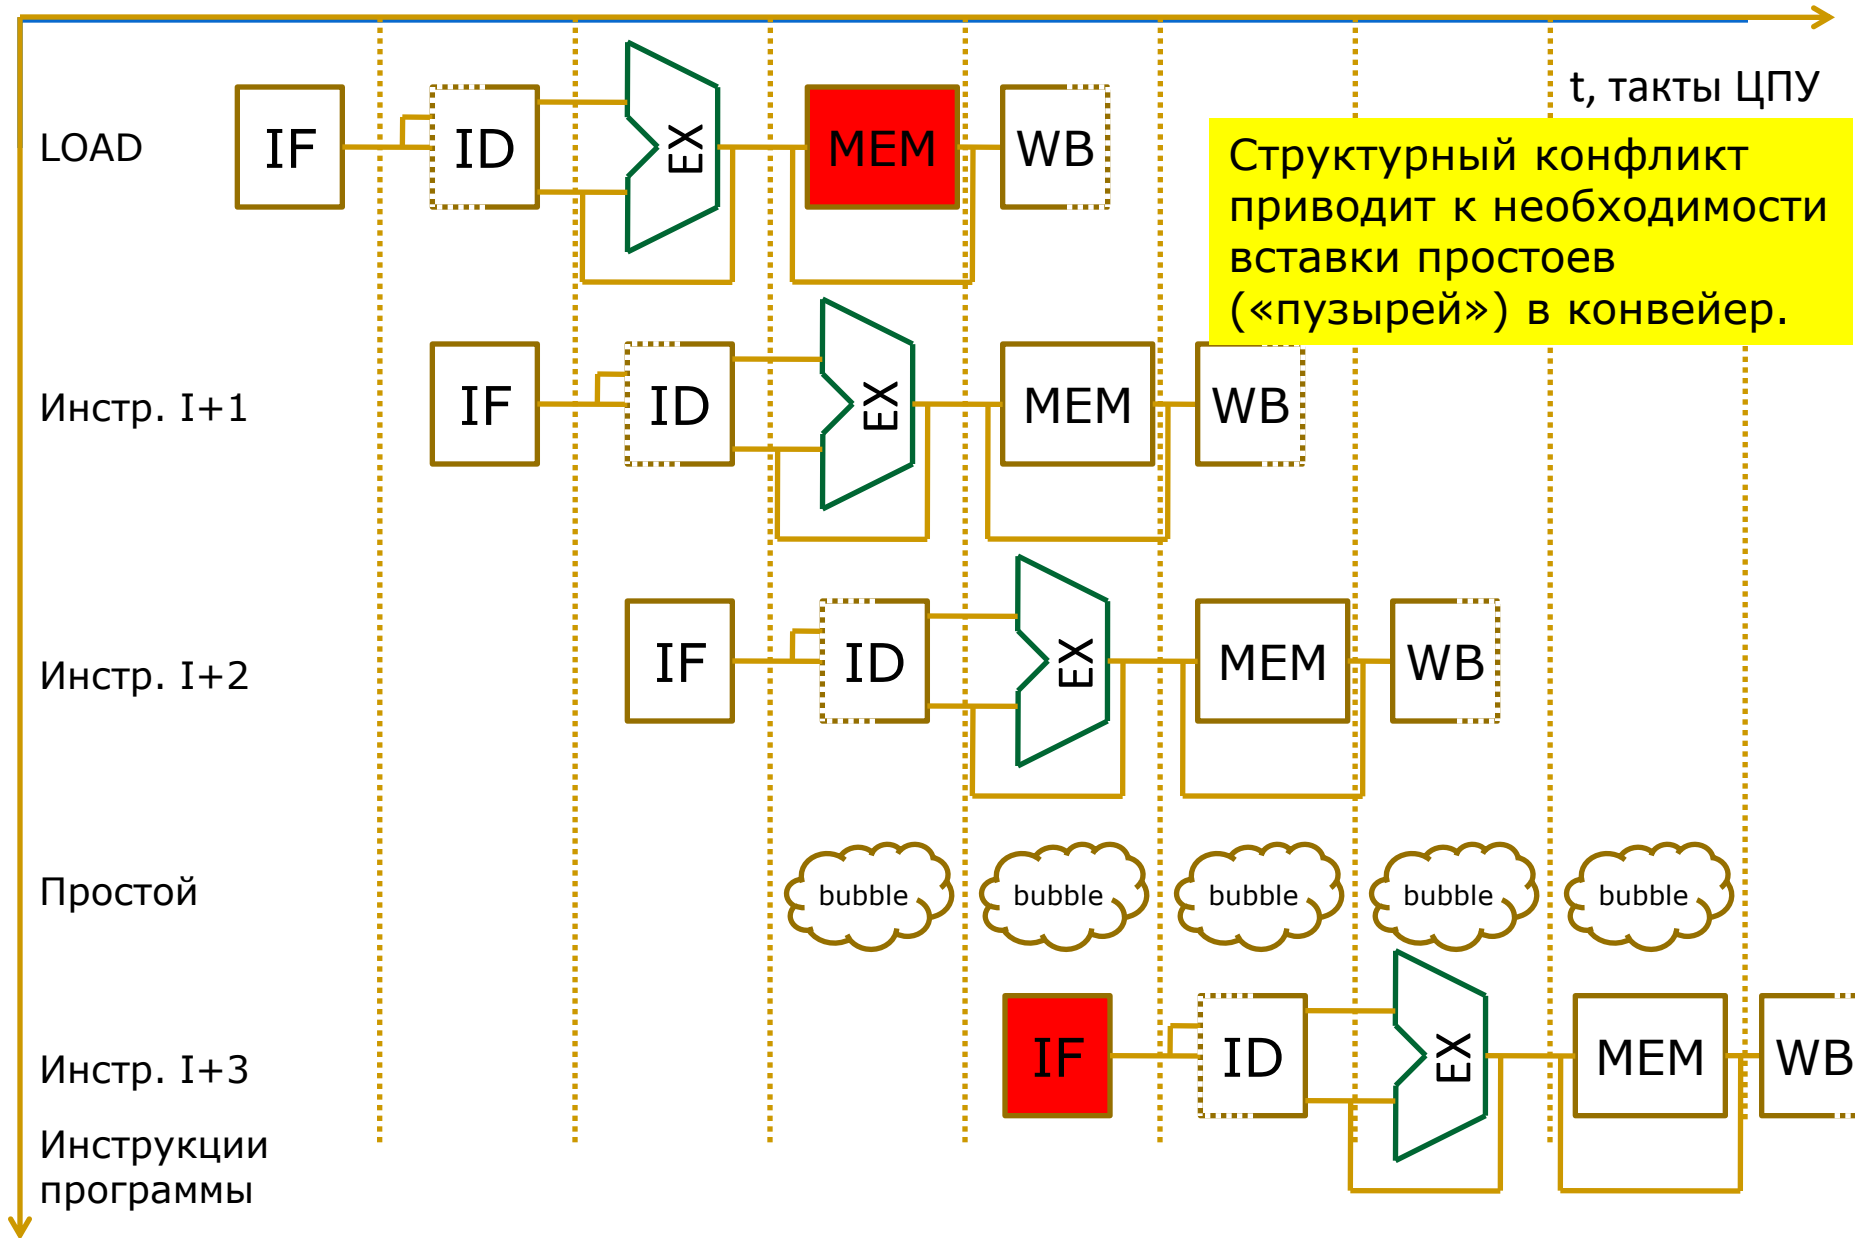 t, такты ЦПУ
LOAD
IF
ID
EX
MEM
WB
Структурный конфликт
приводит к необходимости
вставки простоев
(«пузырей») в конвейер.
Инстр. I+1
IF
ID
EX
MEM
WB
Инстр. I+2
IF
ID
EX
MEM
WB
Простой
bubble
bubble
bubble
bubble
bubble
Инстр. I+3
IF
ID
EX
MEM
WB
Инструкции
программы